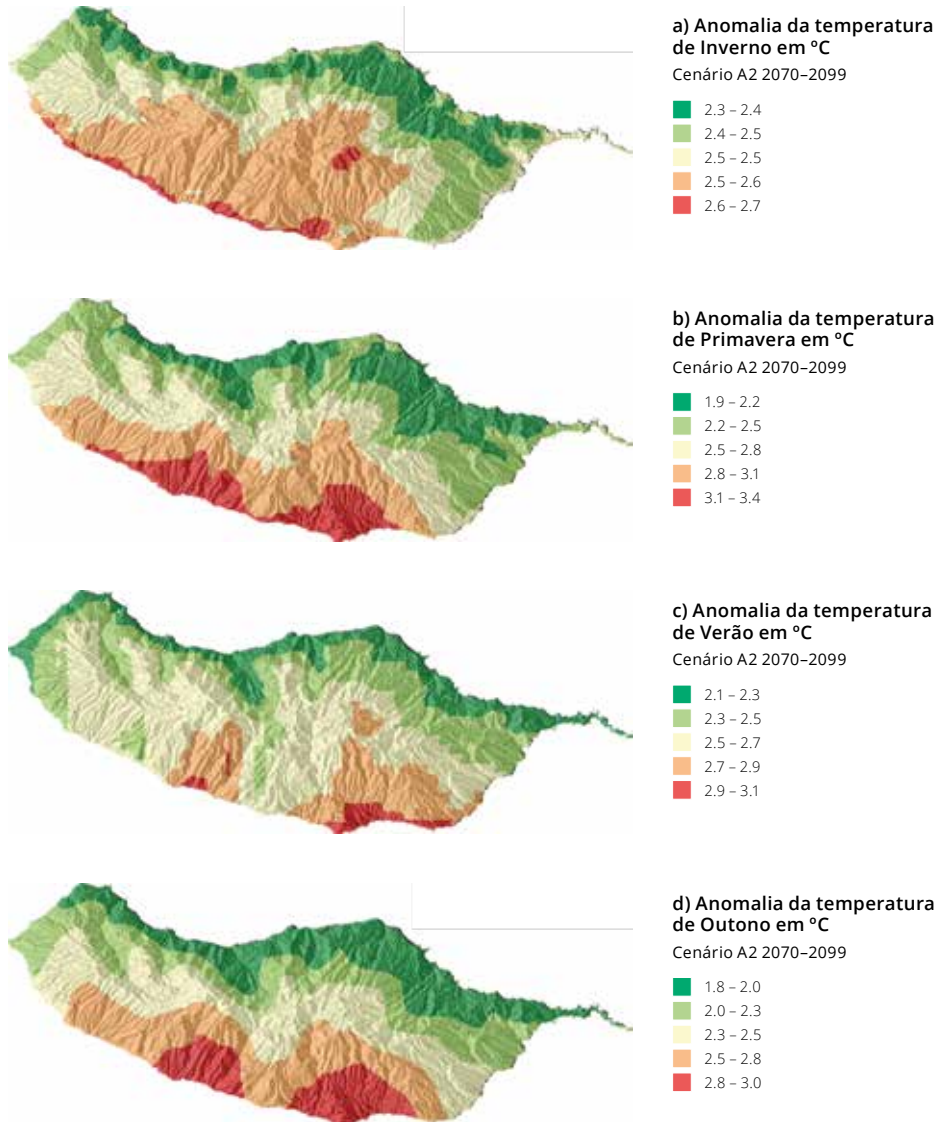 a) Anomalia da temperatura
de Inverno em ºC
Cenário A2 2070–2099
2.3 – 2.4
2.4 – 2.5
2.5 – 2.5
2.5 – 2.6
2.6 – 2.7
b) Anomalia da temperatura
de Primavera em ºC
Cenário A2 2070–2099
1.9 – 2.2
2.2 – 2.5
2.5 – 2.8
2.8 – 3.1
3.1 – 3.4
c) Anomalia da temperatura
de Verão em ºC
Cenário A2 2070–2099
2.1 – 2.3
2.3 – 2.5
2.5 – 2.7
2.7 – 2.9
2.9 – 3.1
d) Anomalia da temperatura
de Outono em ºC
Cenário A2 2070–2099
1.8 – 2.0
2.0 – 2.3
2.3 – 2.5
2.5 – 2.8
2.8 – 3.0